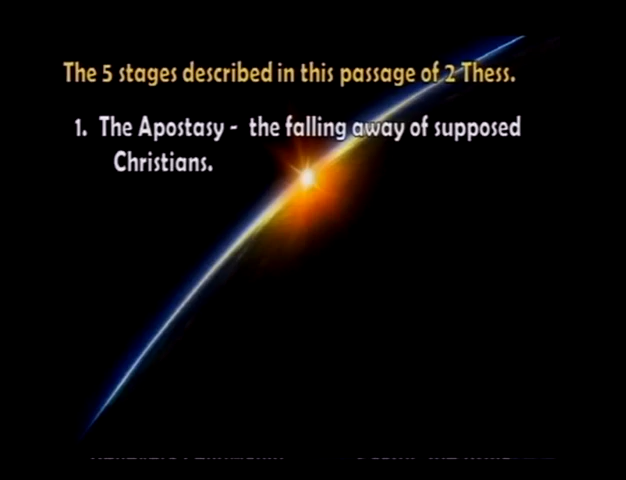 The 5 stages described in this passage of 2 Thess.
1. The Apostasy - the falling away of supposed
Christians.